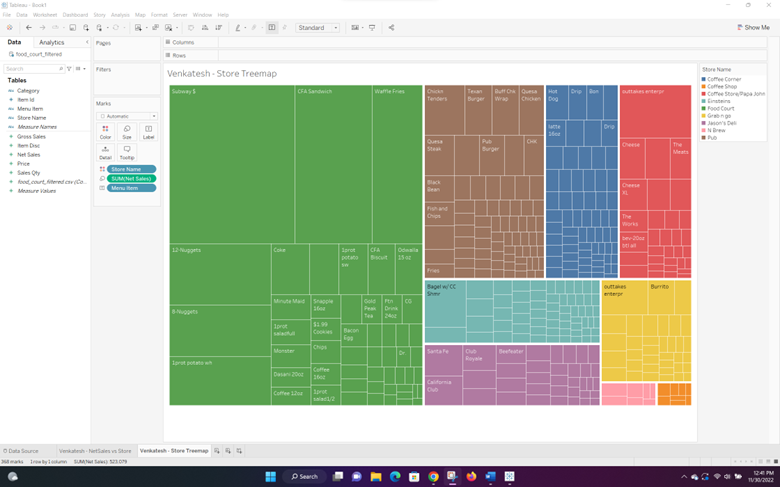 Tableau - Book1
File Data Worksheet Dashboard Story Analysis Map Format Server Window Help
Standard
Show Me
Data Analytics
food_court_filtered
Search
Tables
Abc Category
Item Id
Abc Menu Item
Abc Store Name
Abc Measure Names
# Gross Sales
# Item Disc
# Net Sales
# Price
# Sales Qty
# food_court_filtered.csv (Co...
# Measure Values
Pages
Filters
Marks
Automatic
Color Size Label
Detail Tooltip
Store Name
SUM(Net Sales)
Menu Item
Columns
Rows
Venkatesh - Store Treemap
Subway $
CFA Sandwich
Waffle Fries
12-Nuggets
8-Nuggets
1prot potato wh
Coke
1prot
potato
sw
CFA
Biscuit
Odwalla
15 oz
Minute Maid
1prot
saladfull
Monster
Dasani 20oz
Coffee 12oz
Snapple
16oz
$1.99
Cookies
Chips
Coffee
16oz
1prot
salad1/2
Bacon
Egg
Gold
Peak
Tea
Ptn
Drink
24oz
CG
Dr.
Chickn
Tenders
Texan
Burger
Buff Chk
Wrap
Quesa
Chicken
Quesa
Steak
Pub
Burger
Chkt
Black
Bean
Fish and
Chips
Fries
Hot
Dog
Drip
Bon
latte
16oz
Drip
outtakes enterpr
Cheese
The
Meats
Cheese
XL
The
Works
bev-20oz
btl all
Bagel w/ CC
Shmr
outtakes
enterpr
Burrito
Santa Fe
Club
Royale
Beefeater
California
Club
Store Name
Coffee Corner
Coffee Shop
Coffee Store/Papa John
Einsteins
Food Court
Grab n go
Jason's Deli
N Brew
Pub
Data Source
Venkatesh - NetSales vs Store
Venkatesh - Store Treemap
368 marks 1 row by 1 column SUM(Net Sales): 523,079
Search
12:41 PM
11/30/2022